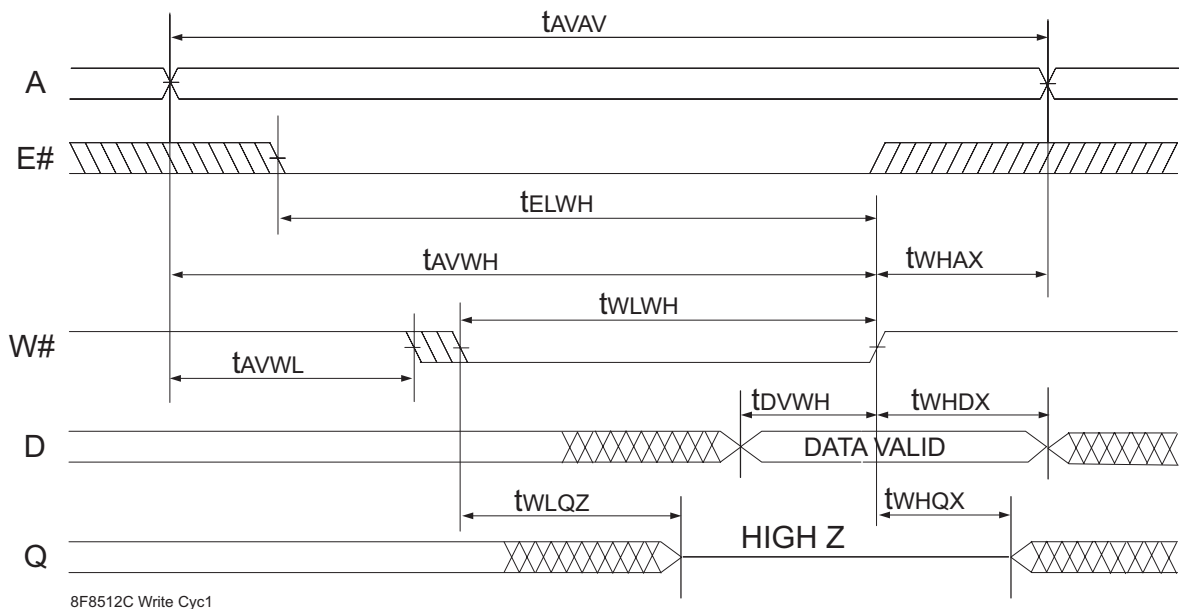 tAVAV
A
E#
tELWH
tAVWH
tWHAX
tWLWH
W#
tAVWL
tDVWH
tWHDX
D
DATA VALID
tWLQZ
tWHQX
HIGH Z
Q
8F8512C Write Cyc1